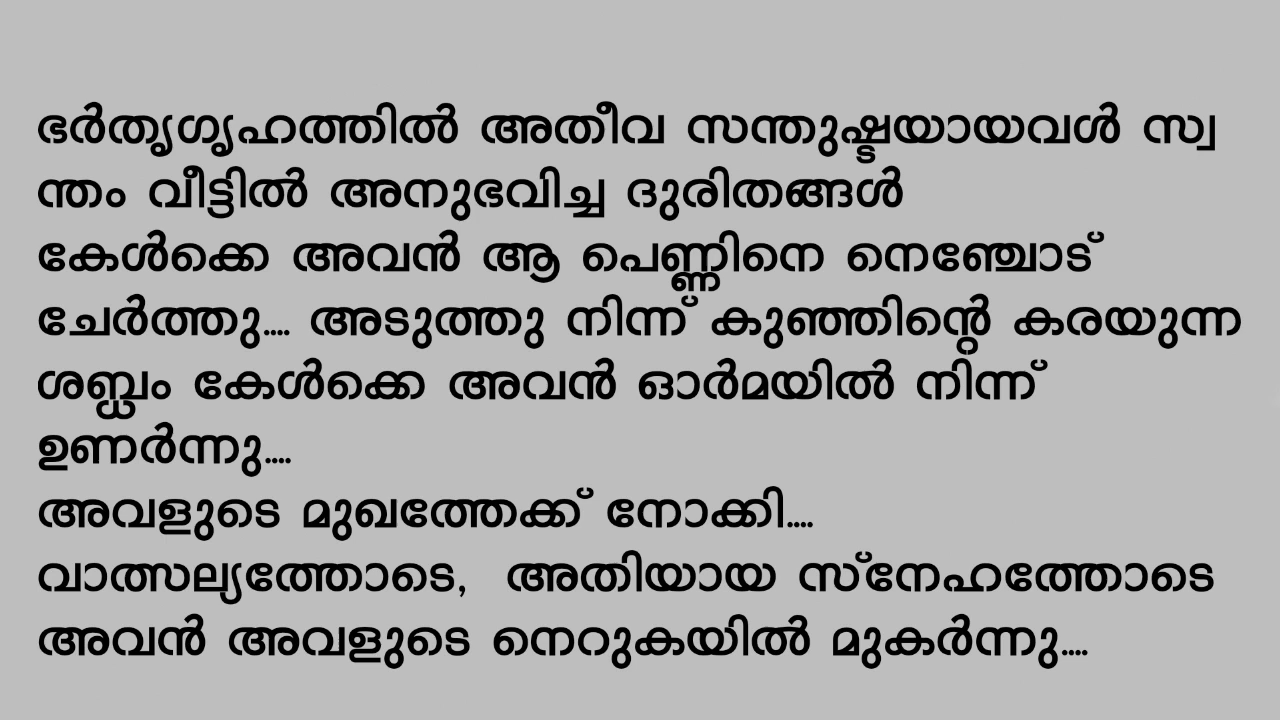 ഭർതൃഗൃഹത്തിൽ അതീവ സന്തുഷ്ടയായവൾ സ്വ
ന്തം വീട്ടിൽ അനുഭവിച്ച ദുരിതങ്ങൾ
കേൾക്കെ അവൻ ആ പെണ്ണിനെ നെഞ്ചോട്
ചേർത്തു.... അടുത്തു നിന്ന് കുഞ്ഞിന്റെ കരയുന്ന
ശബ്ധം കേൾക്കെ അവൻ ഓർമയിൽ നിന്ന്
ഉണർന്നു....
അവളുടെ മുഖത്തേക്ക് നോക്കി....
വാത്സല്യത്തോടെ,  അതിയായ സ്നേഹത്തോടെ
അവൻ അവളുടെ നെറുകയിൽ മുകർന്നു....